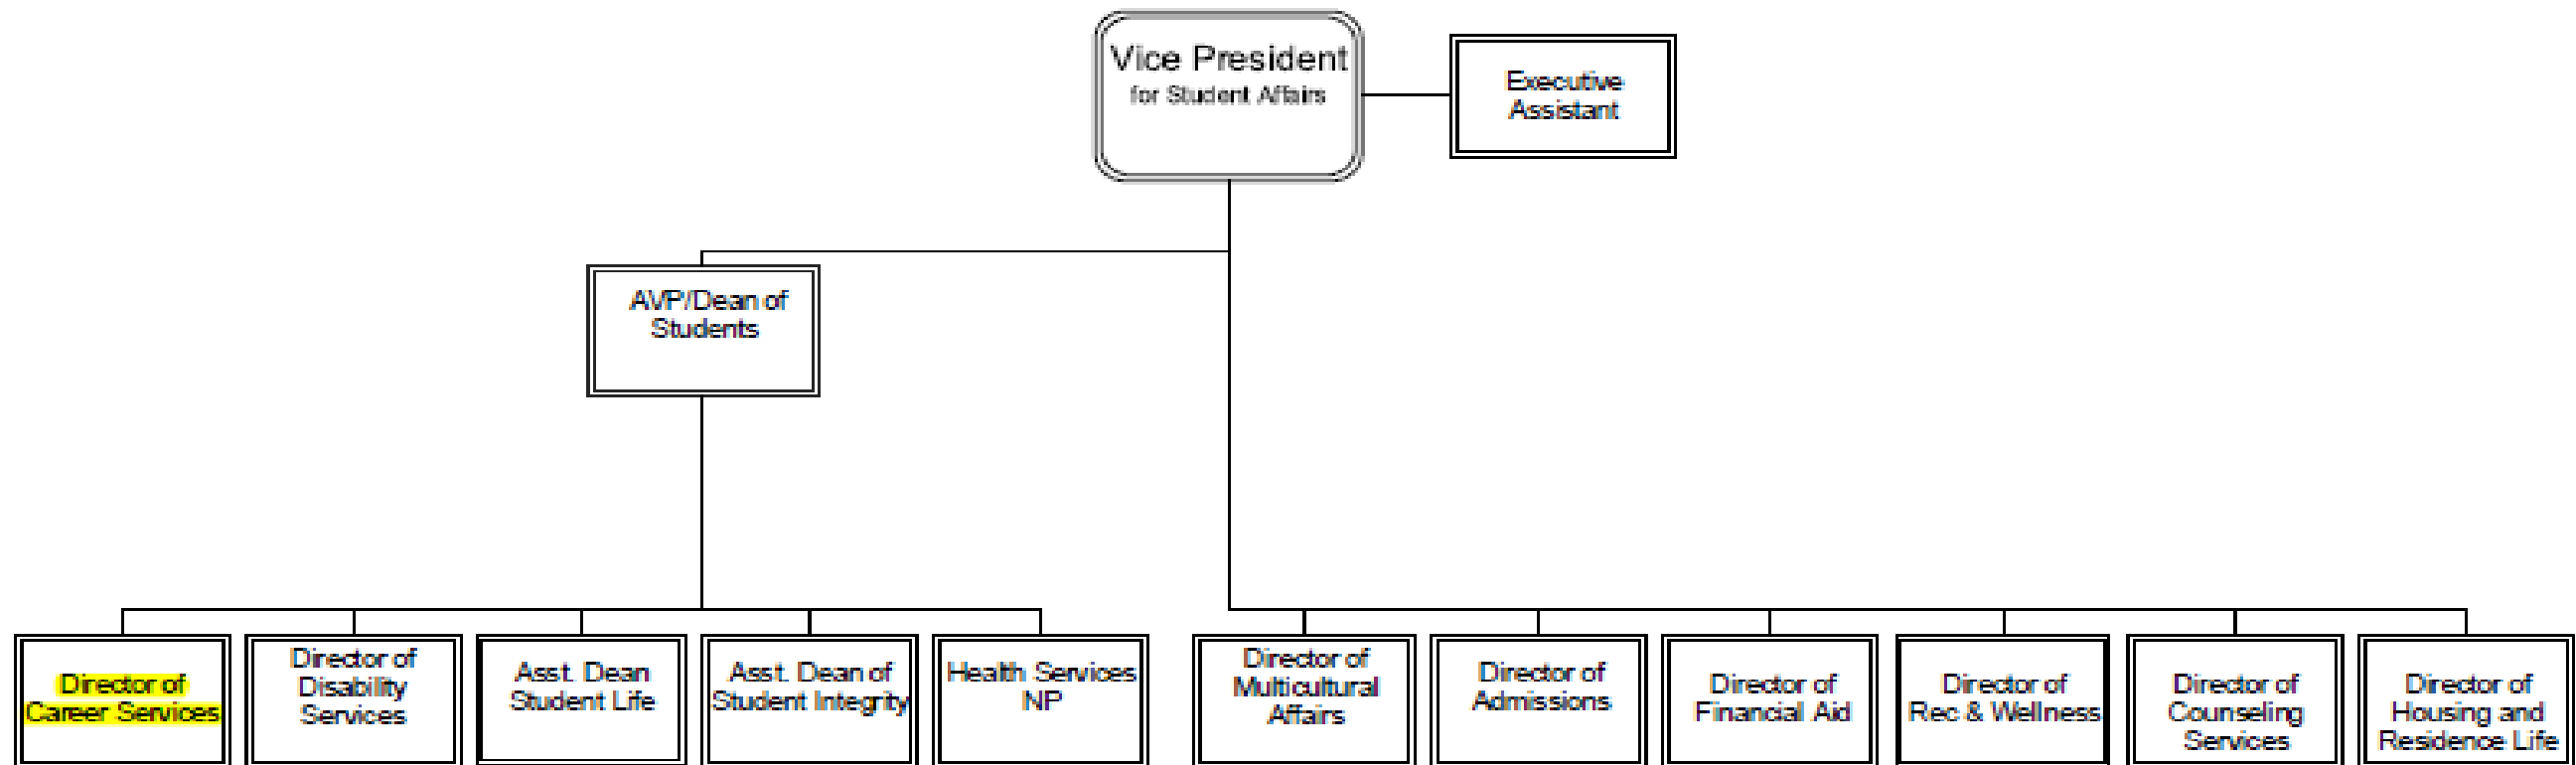 Vice President
for Student Affairs
Executive
Assistant
AVP/Dean of
Students
Director of
Career Services
Director of
Disability
Services
Asst. Dean
Student Life
Asst. Dean of
Student Integrity
Health Services
NP
Director of
Multicultural
Affairs
Director of
Admissions
Director of
Financial Aid
Director of
Rec & Wellness
Director of
Counseling
Services
Director of
Housing and
Residence Life